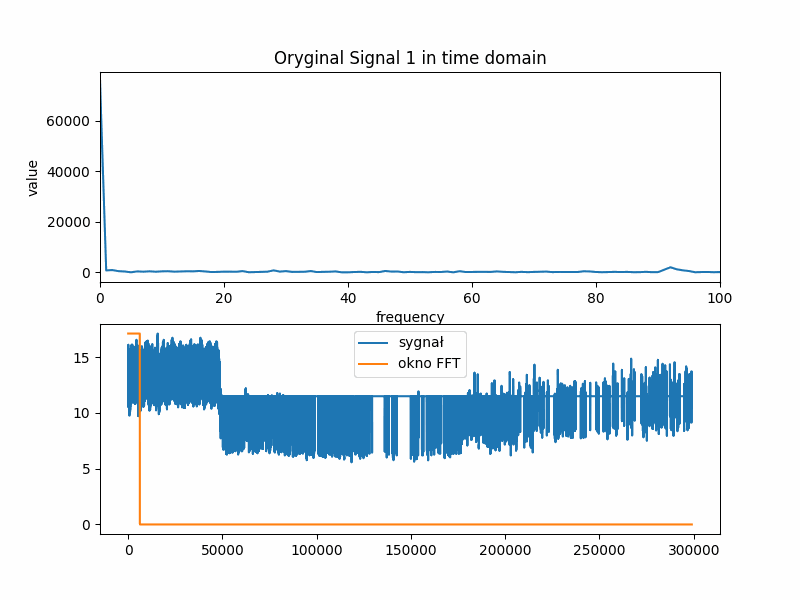 Oryginal Signal 1 in time domain
60000
40000
20000
0
value
0 20 40 60 80 100
frequency
sygnał
okno FFT
15
10
5
0
0 50000 100000 150000 200000 250000 300000